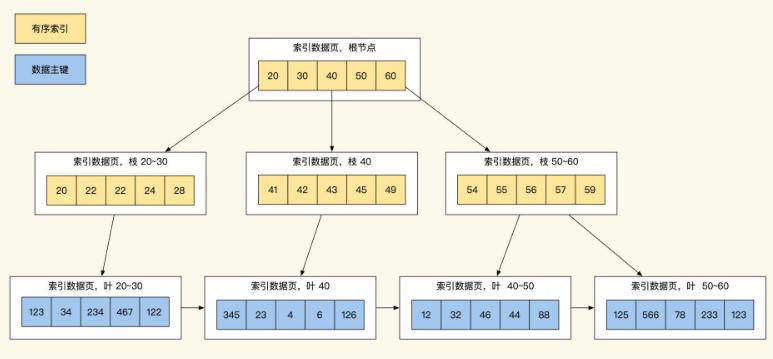 有序索引
数据主键
索引数据页，根节点
20 30 40 50 60
索引数据页，枝 20~30
20 22 22 24 28
索引数据页，枝 40
41 42 43 45 49
索引数据页，枝 50~60
54 55 56 57 59
索引数据页，叶 20~30
123 34 234 467 122
索引数据页，叶 40
345 23 4 6 126
索引数据页，叶 40~50
12 32 46 44 88
索引数据页，叶 50~60
125 566 78 233 123